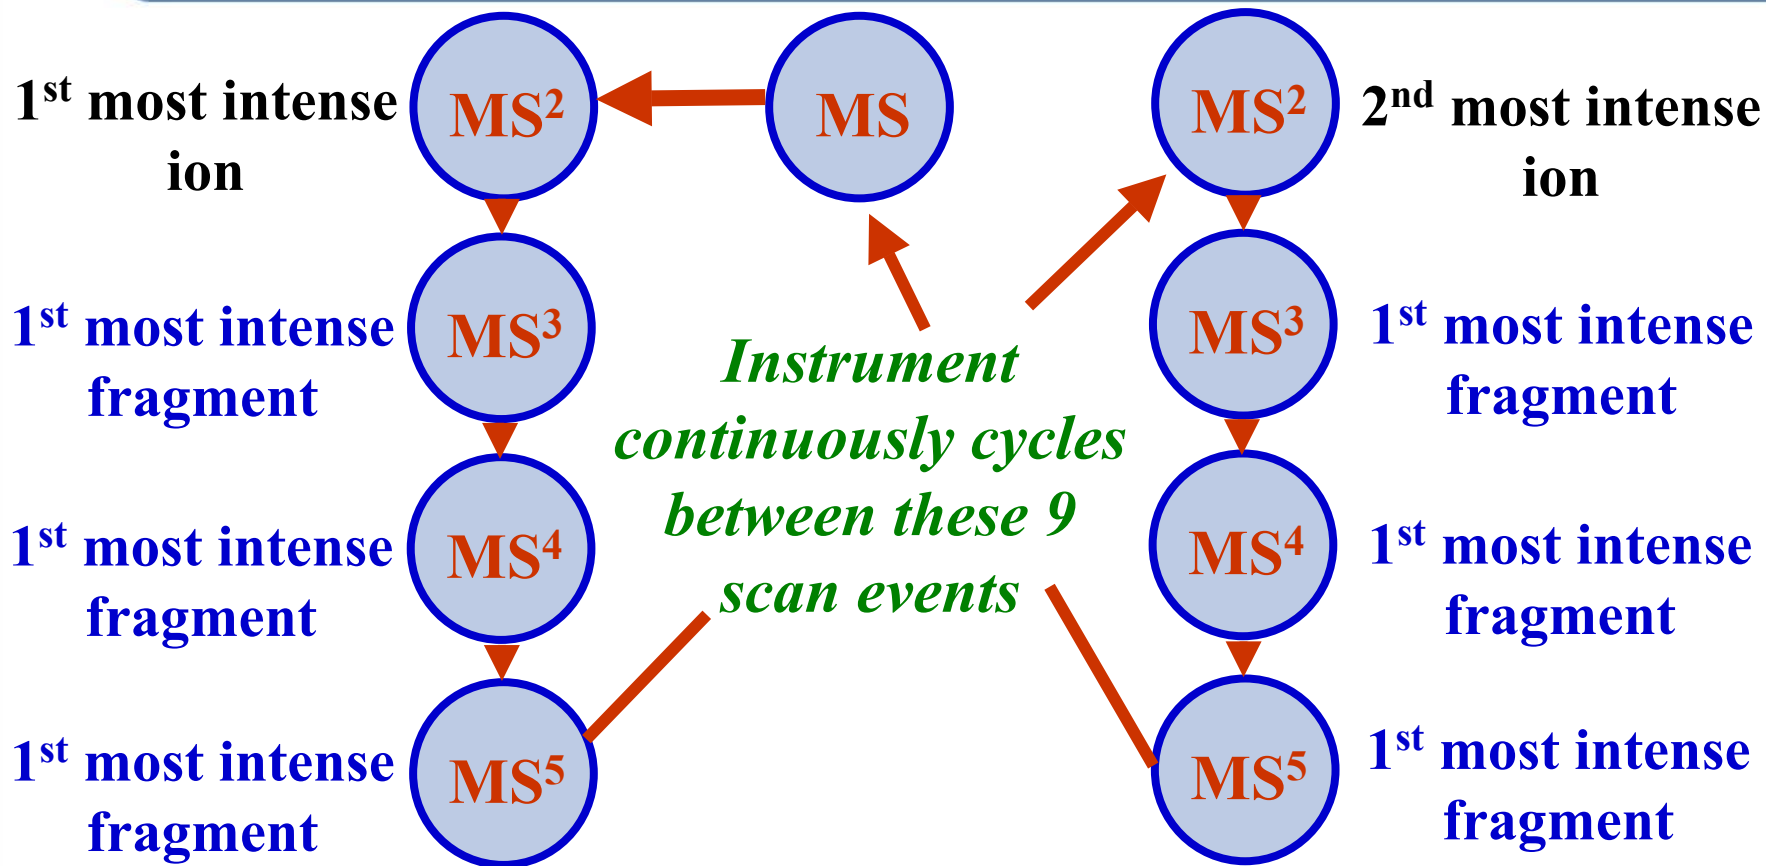 1st most intense
ion
MS2
MS
MS2
2nd most intense
ion
1st most intense
fragment
MS3
MS3
1st most intense
fragment
Instrument
continuously cycles
between these 9
scan events
1st most intense
fragment
MS4
MS4
1st most intense
fragment
1st most intense
fragment
MS5
MS5
1st most intense
fragment